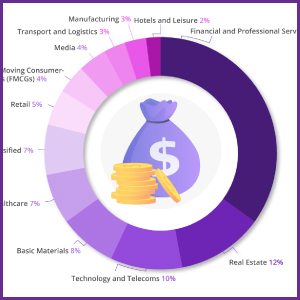 Manufacturing 3%
Hotels and Leisure 2%
Transport and Logistics 3%
Financial and Professional Serv
Media 4%
Moving Consumer-
s (FMCGs) 4%
Retail 5%
sified 7%
lthcare 7%
Basic Materials 8%
Technology and Telecoms 10%
Real Estate 12%
$